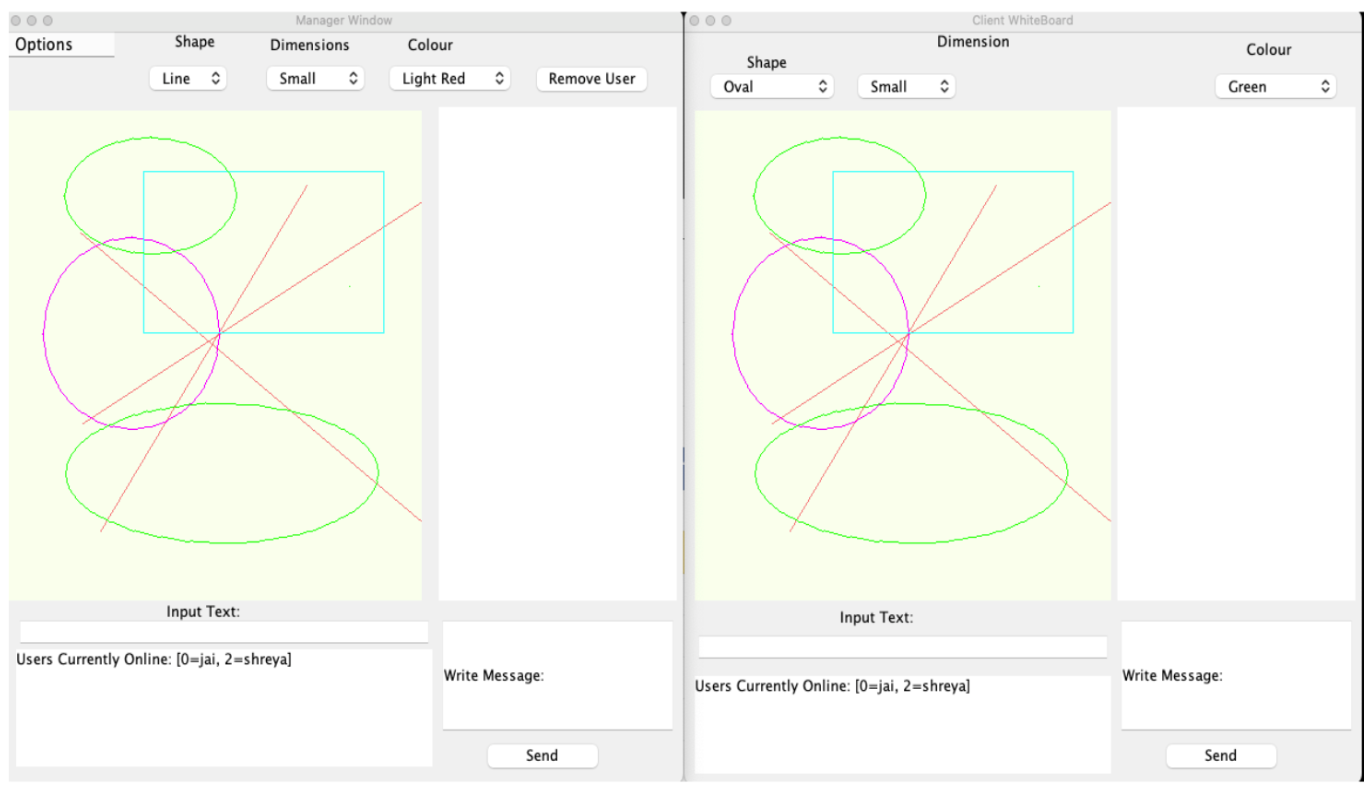 Manager Window
Options
Shape
Dimensions
Colour
Line
Small
Light Red
Remove User
Input Text:
Users Currently Online: [0=jai, 2=shreya]
Write Message:
Send
Client WhiteBoard
Dimension
Shape
Colour
Oval
Small
Green
Input Text:
Users Currently Online: [0=jai, 2=shreya]
Write Message:
Send